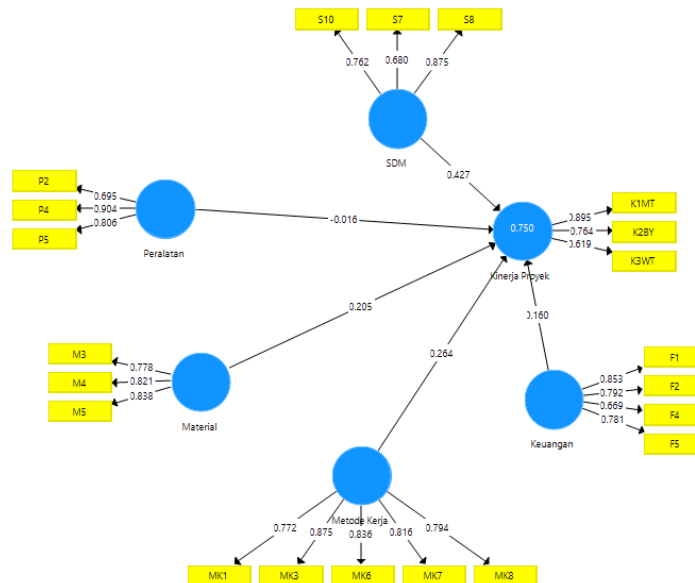 S10
S7
S8
0.762
0.680
0.875
SDM
0.427
P2
P4
P5
0.695
0.904
0.806
Peralatan
-0.016
0.750
Kinerja Proyek
0.895
0.764
0.619
K1MT
K2BY
K3WT
0.205
0.264
0.160
M3
M4
M5
0.778
0.821
0.838
Material
Keuangan
0.853
0.792
0.669
0.781
F1
F2
F4
F5
Metode Kerja
0.772
0.875
0.836
0.816
0.794
MK1
MK3
MK6
MK7
MK8